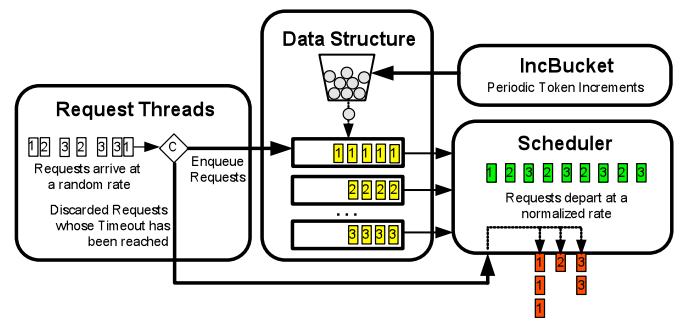 Data Structure
IncBucket
Periodic Token Increments
Request Threads
1 2 3 2 3 3 1
C
Requests arrive at
a random rate
Enqueue
Requests
Discarded Requests
whose Timeout has
been reached
1 1 1 1 1
2 2 2 2
...
3 3 3 3
Scheduler
1 2 3 2 3 2 3 2 3
Requests depart at a
normalized rate
1 2 3
1 3
1